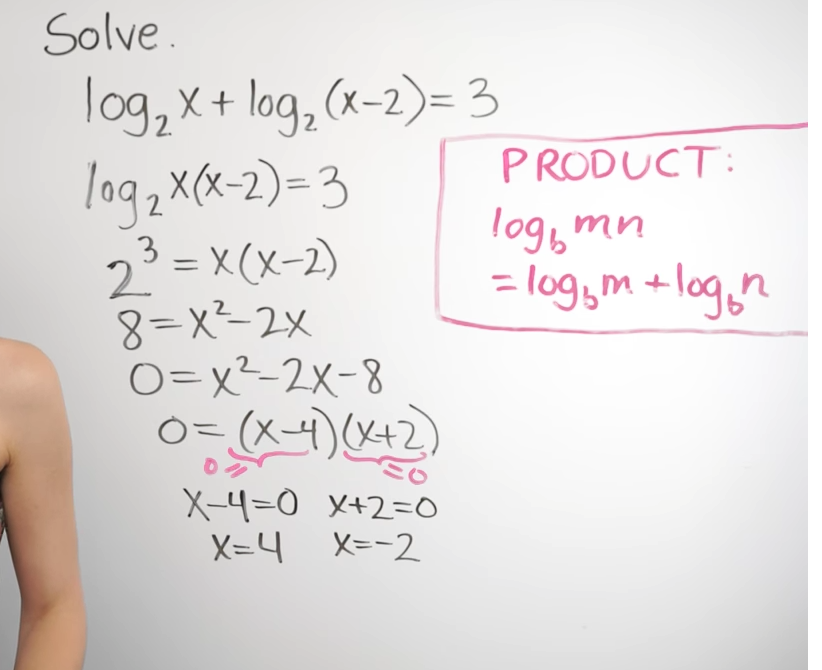 Solve.
log₂x + log₂(x-2) = 3
log₂x(x-2) = 3
2³ = x(x-2)
8 = x²-2x
0 = x²-2x-8
0 = (x-4)(x+2)
0= =0
x-4=0 x+2=0
x=4 x=-2
PRODUCT:
log_b mn
= log_b m + log_b n